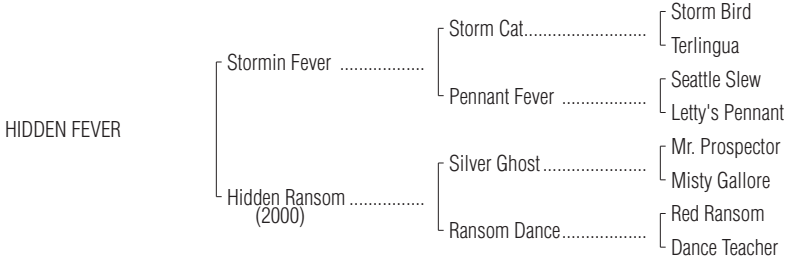 Storm Bird
Storm Cat........................
Terlingua
Stormin Fever .................
Seattle Slew
Pennant Fever .................
Letty's Pennant
HIDDEN FEVER
Mr. Prospector
Silver Ghost.....................
Misty Gallore
Hidden Ransom ...............
(2000)
Red Ransom
Ransom Dance.................
Dance Teacher